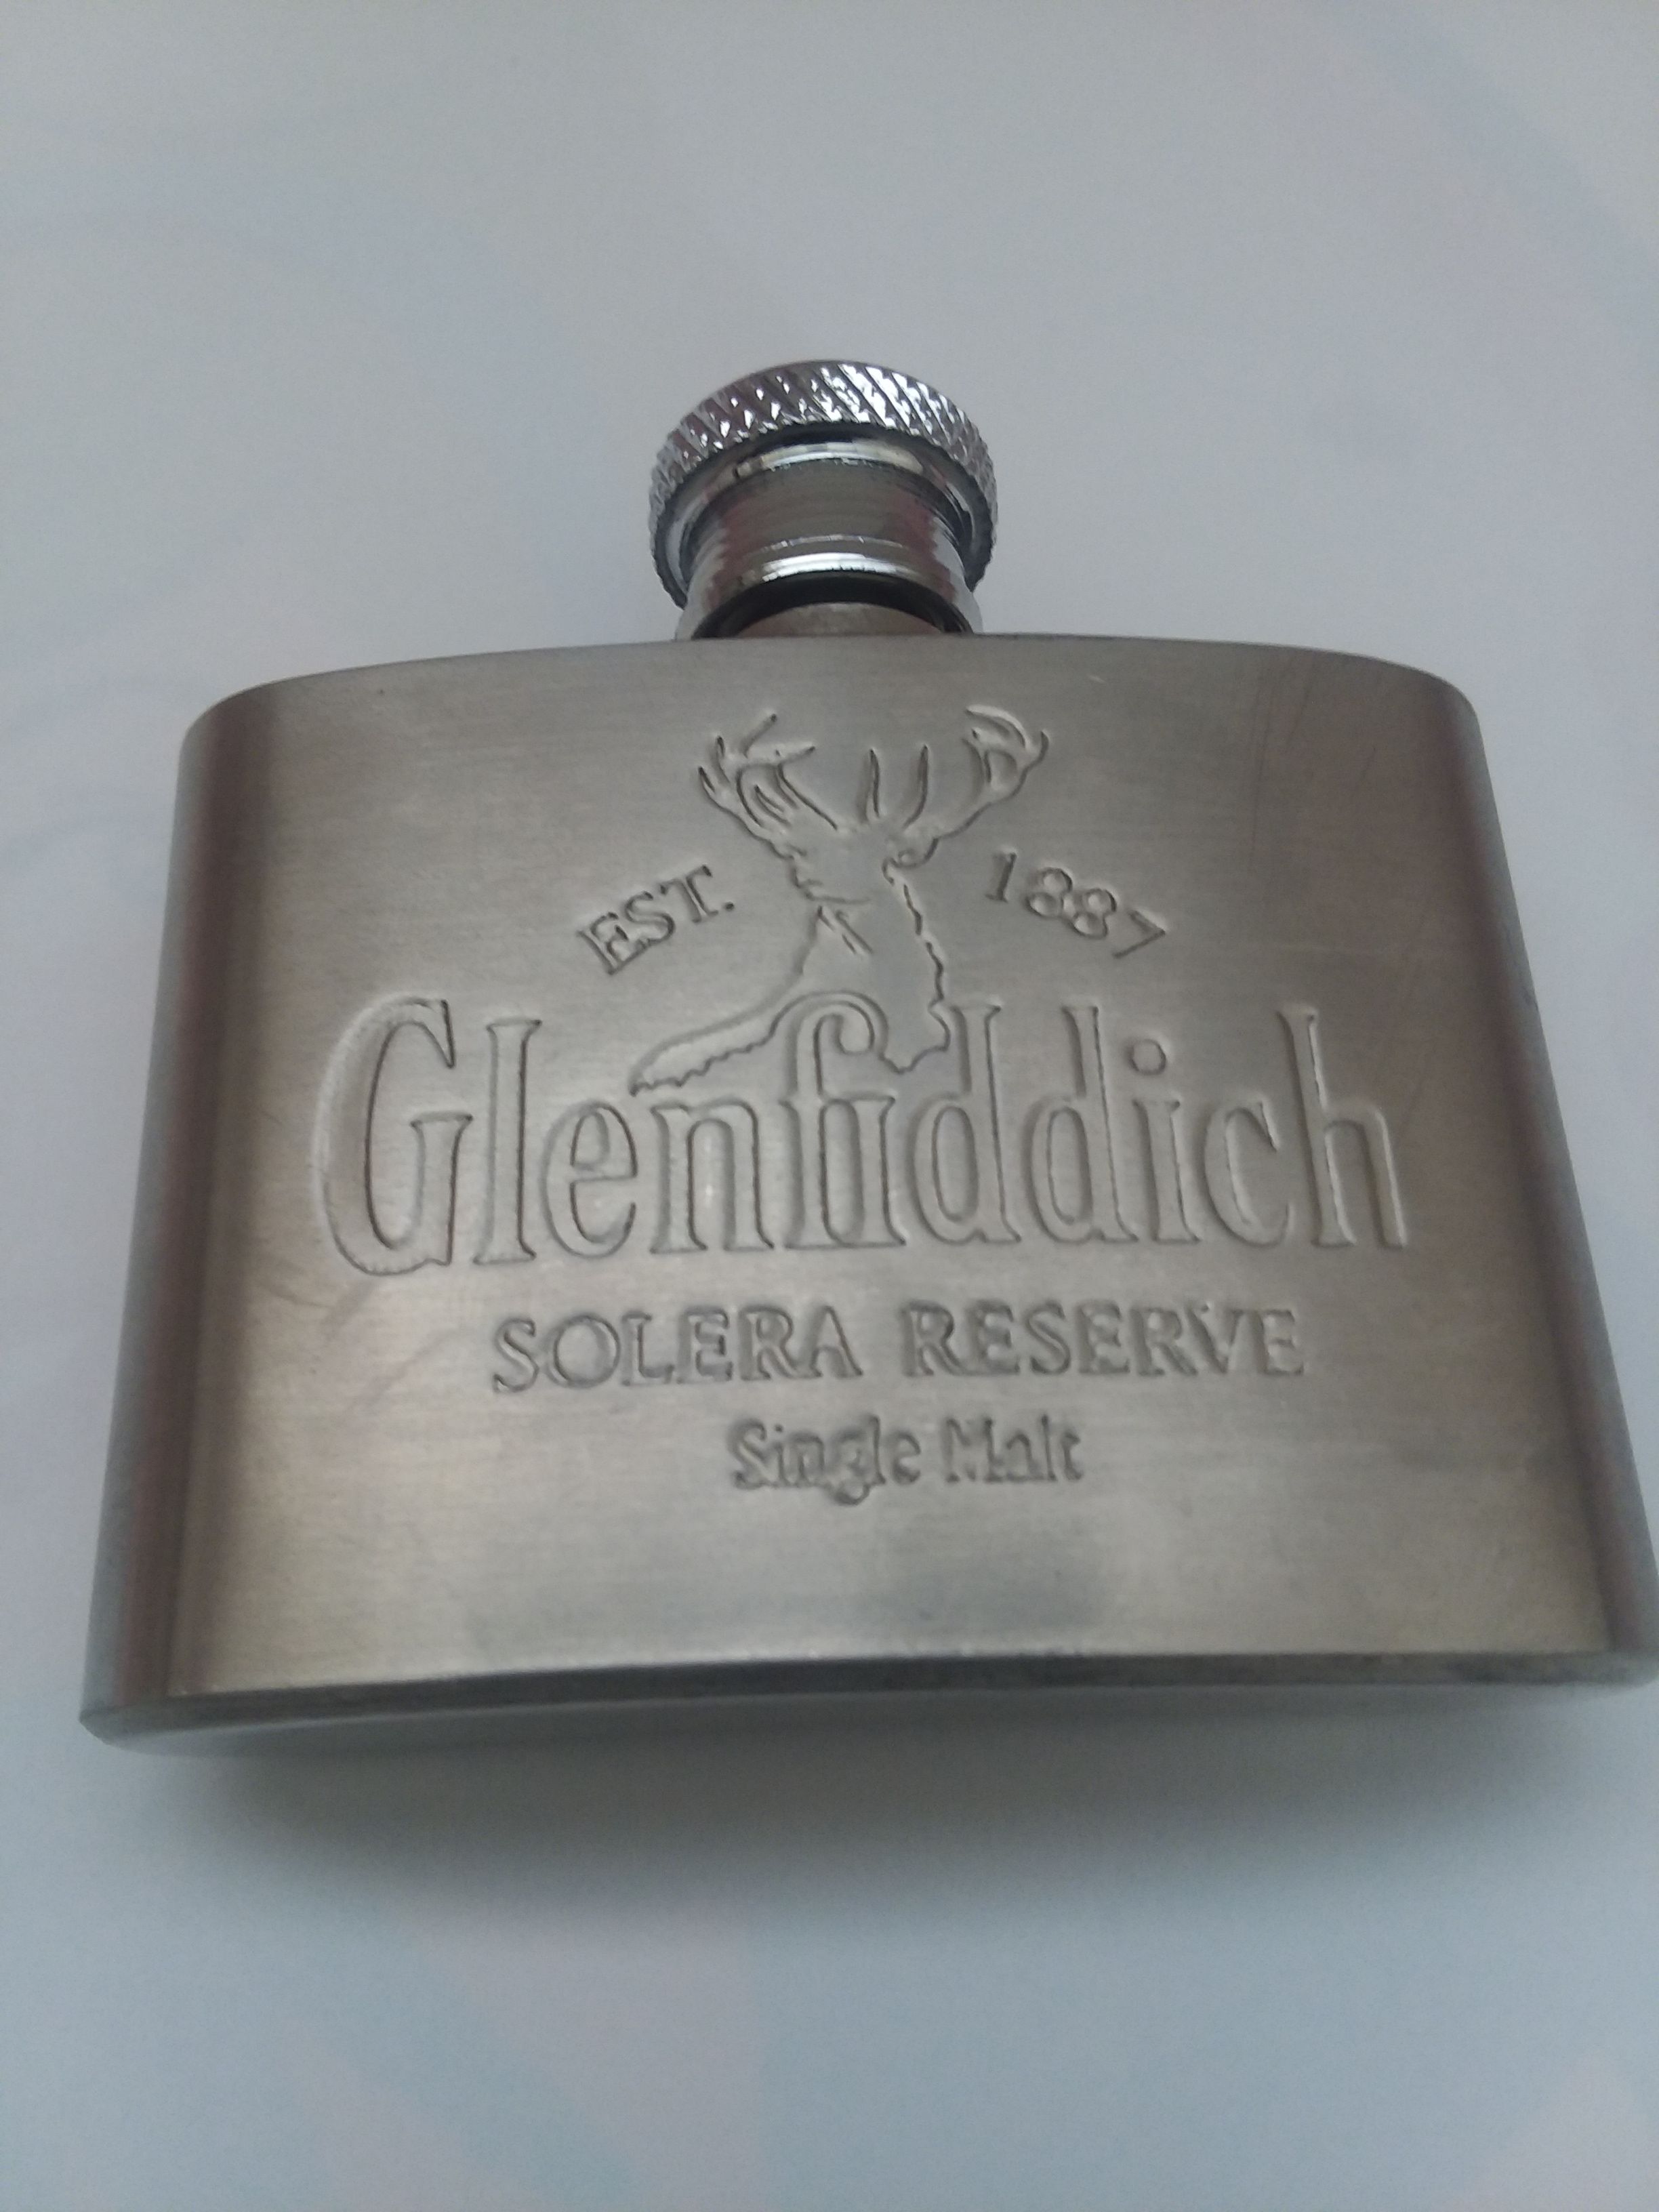 EST. 1887
Glenfiddich
SOLERA RESERVE
Single Malt